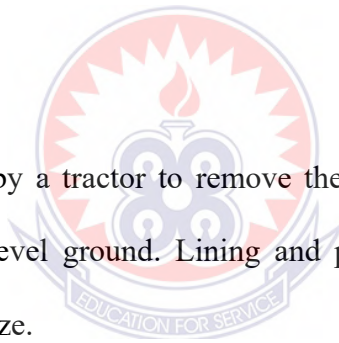 by a tractor to remove the
evel ground. Lining and p
ze.
EDUCATION FOR SERVICE